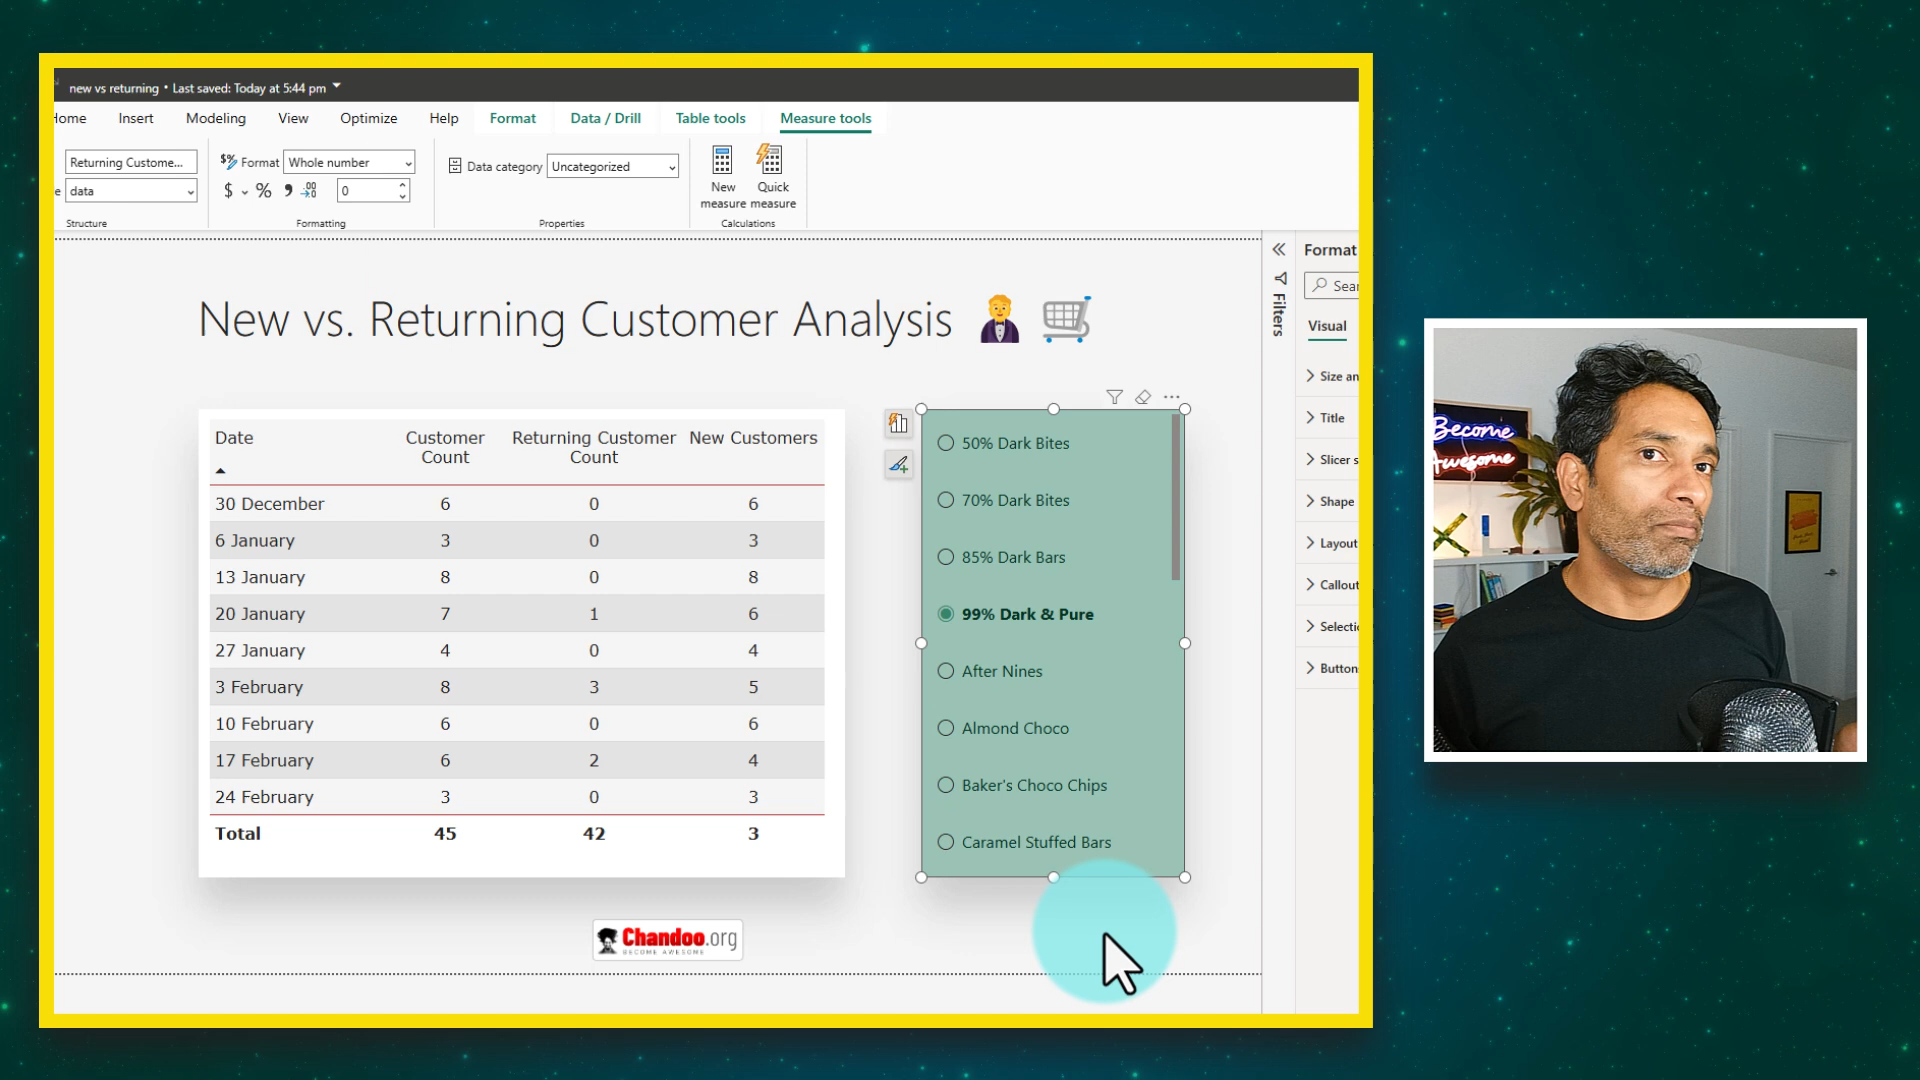 new vs returning • Last saved: Today at 5:44 pm
Home Insert Modeling View Optimize Help Format Data / Drill Table tools Measure tools
Returning Custome...
$% Format Whole number
Data category Uncategorized
New measure
Quick measure
data
$ % 9 .00 0
Structure Formatting Properties Calculations
New vs. Returning Customer Analysis
Date Customer Count Returning Customer Count New Customers
30 December 6 0 6
6 January 3 0 3
13 January 8 0 8
20 January 7 1 6
27 January 4 0 4
3 February 8 3 5
10 February 6 0 6
17 February 6 2 4
24 February 3 0 3
Total 45 42 3
50% Dark Bites
70% Dark Bites
85% Dark Bars
99% Dark & Pure
After Nines
Almond Choco
Baker's Choco Chips
Caramel Stuffed Bars
Chandoo.org
BECOME AWESOME
Filters
Format
Sear
Visual
Size an
Title
Slicer s
Shape
Layout
Callout
Selectio
Button
Become
Awesome